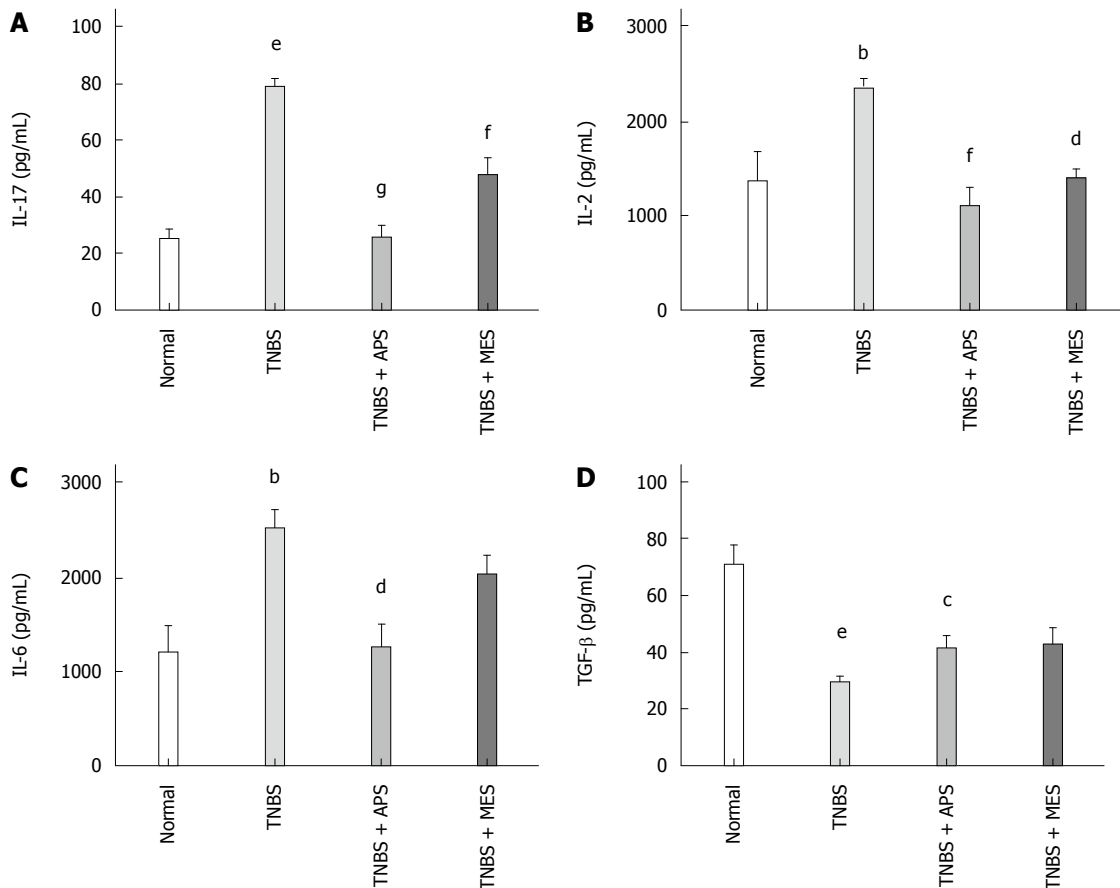 A
IL-17 (pg/mL)
100
80
60
40
20
0
e
g
f
Normal
TNBS
TNBS + APS
TNBS + MES
B
IL-2 (pg/mL)
3000
2000
1000
0
b
f
d
Normal
TNBS
TNBS + APS
TNBS + MES
C
IL-6 (pg/mL)
3000
2000
1000
0
b
d
Normal
TNBS
TNBS + APS
TNBS + MES
D
TGF-β (pg/mL)
100
80
60
40
20
0
e
c
Normal
TNBS
TNBS + APS
TNBS + MES